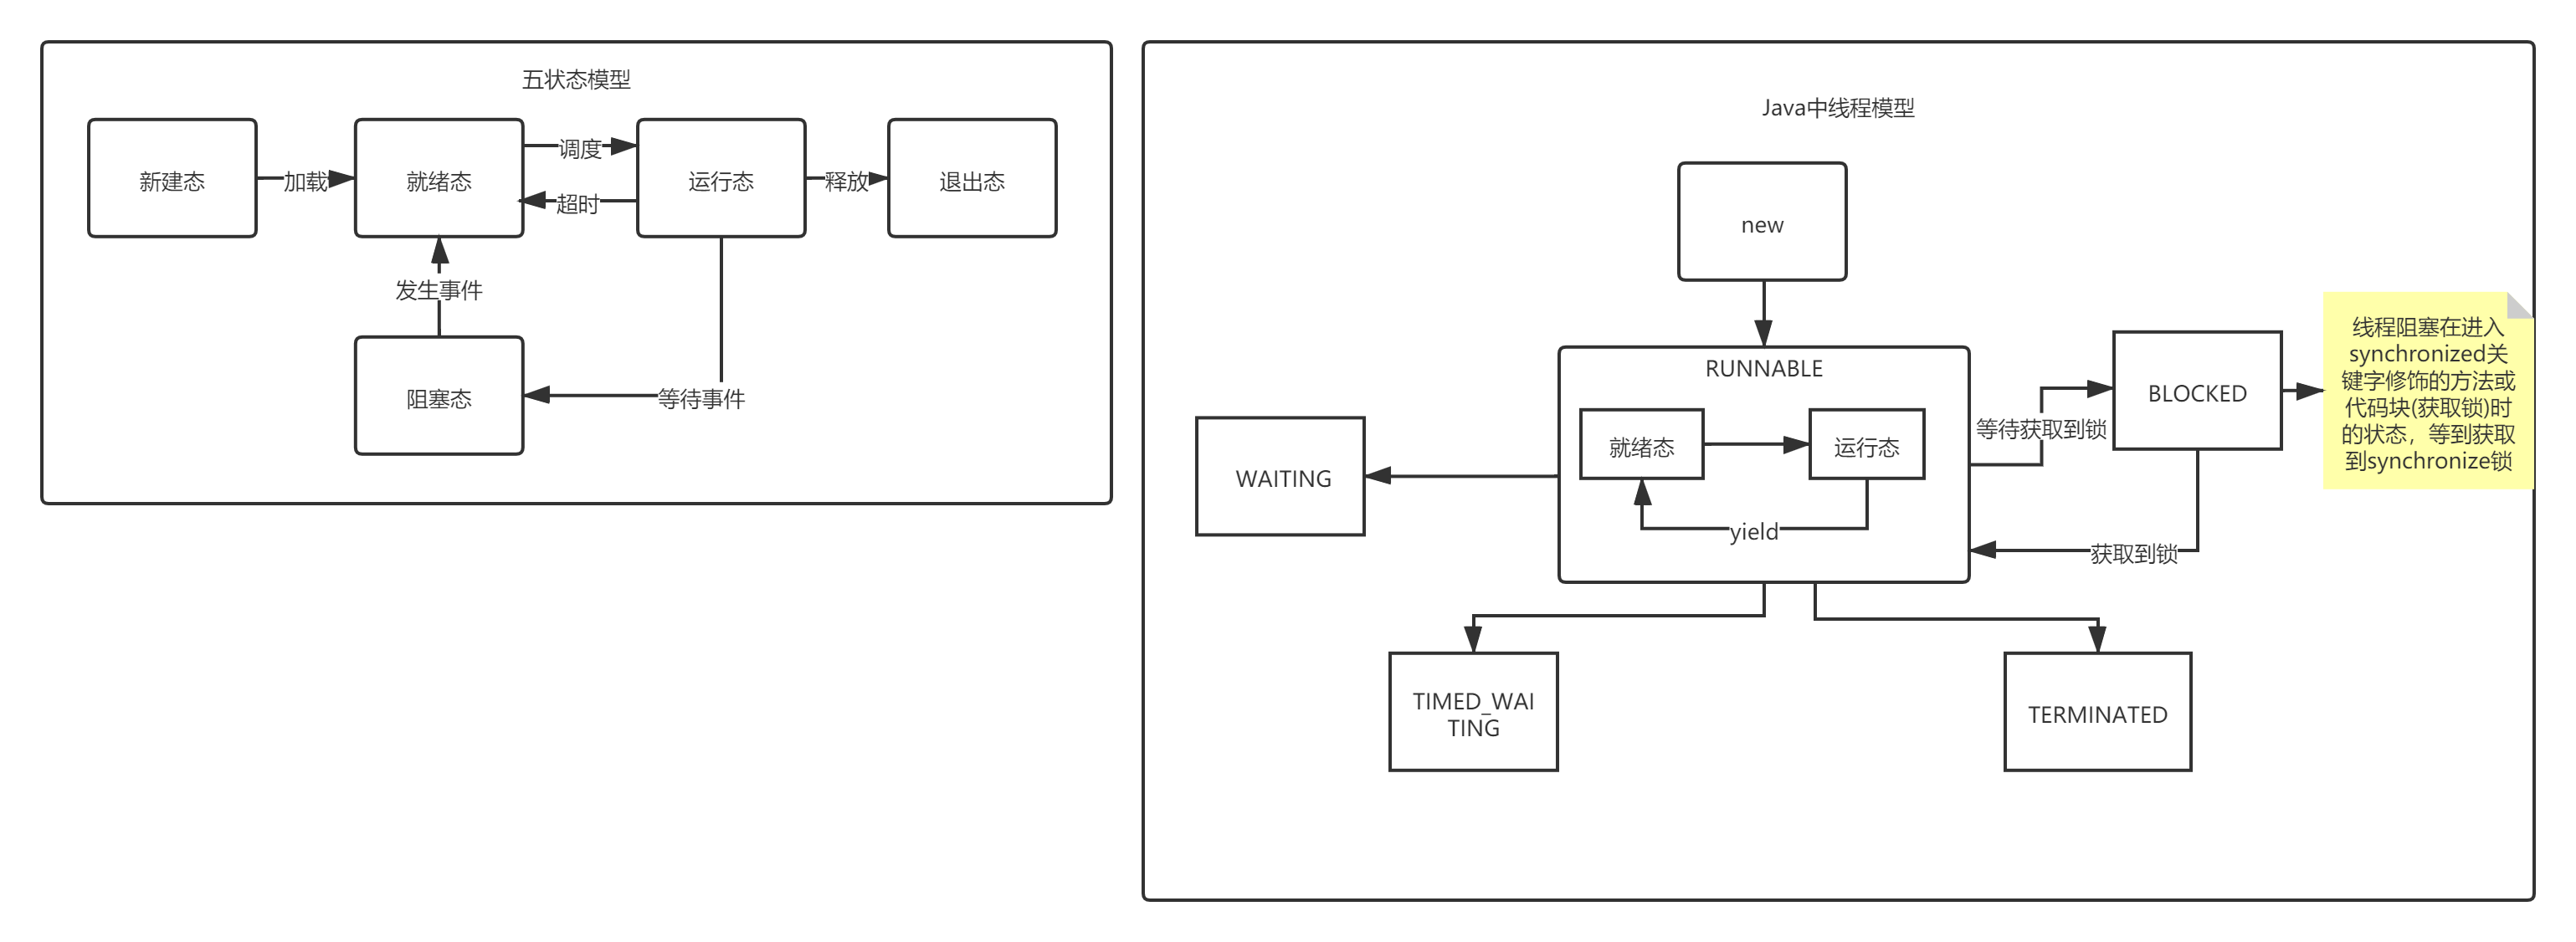 五状态模型
新建态
加载
就绪态
调度
超时
运行态
释放
退出态
发生事件
阻塞态
等待事件
Java中线程模型
new
RUNNABLE
就绪态
运行态
yield
WAITING
等待获取到锁
BLOCKED
获取到锁
线程阻塞在进入
synchronized关
键字修饰的方法或
代码块(获取锁)时
的状态，等到获取
到synchronize锁
TIMED_WAI
TING
TERMINATED